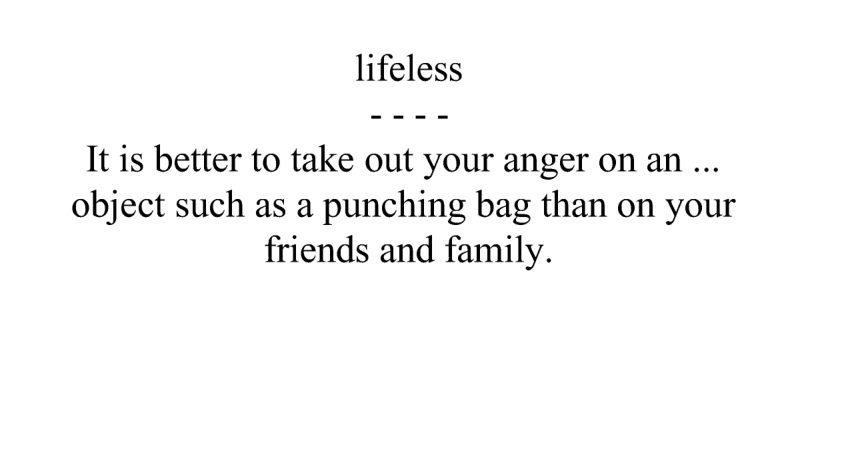 lifeless
- - - -
It is better to take out your anger on an ...
object such as a punching bag than on your
friends and family.